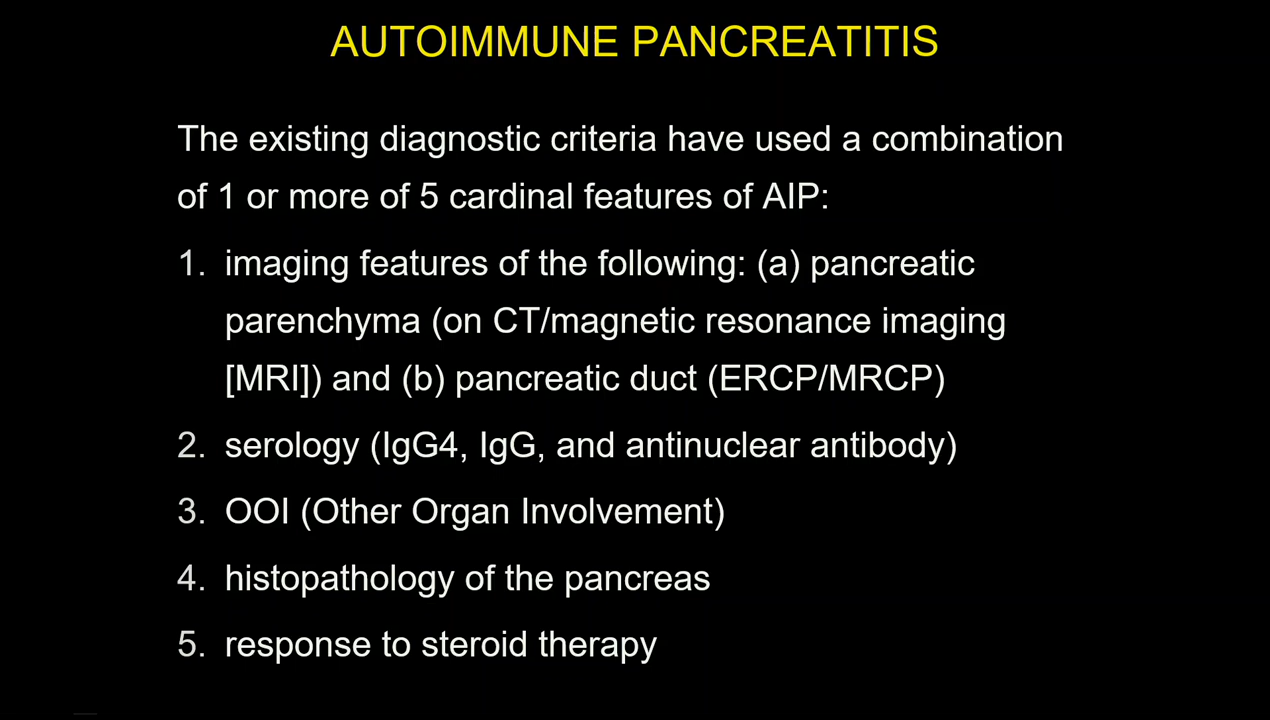 AUTOIMMUNE PANCREATITIS
The existing diagnostic criteria have used a combination
of 1 or more of 5 cardinal features of AIP:
1. imaging features of the following: (a) pancreatic
parenchyma (on CT/magnetic resonance imaging
[MRI]) and (b) pancreatic duct (ERCP/MRCP)
2. serology (IgG4, IgG, and antinuclear antibody)
3. OOI (Other Organ Involvement)
4. histopathology of the pancreas
5. response to steroid therapy